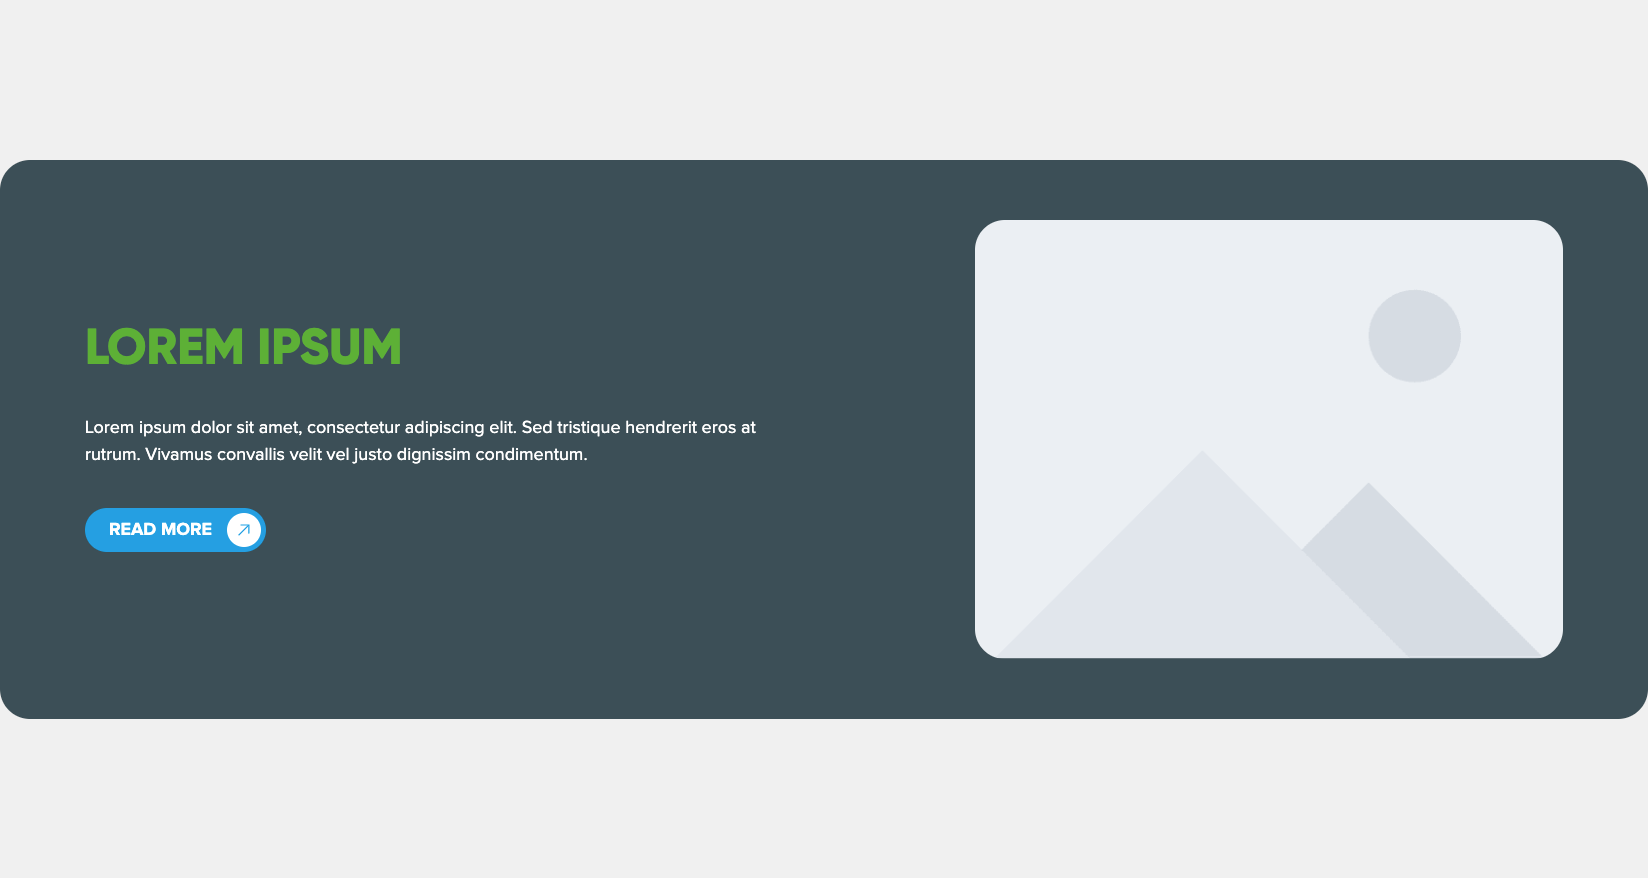 LOREM IPSUM
Lorem ipsum dolor sit amet, consectetur adipiscing elit. Sed tristique hendrerit eros at
rutrum. Vivamus convallis velit vel justo dignissim condimentum.
READ MORE